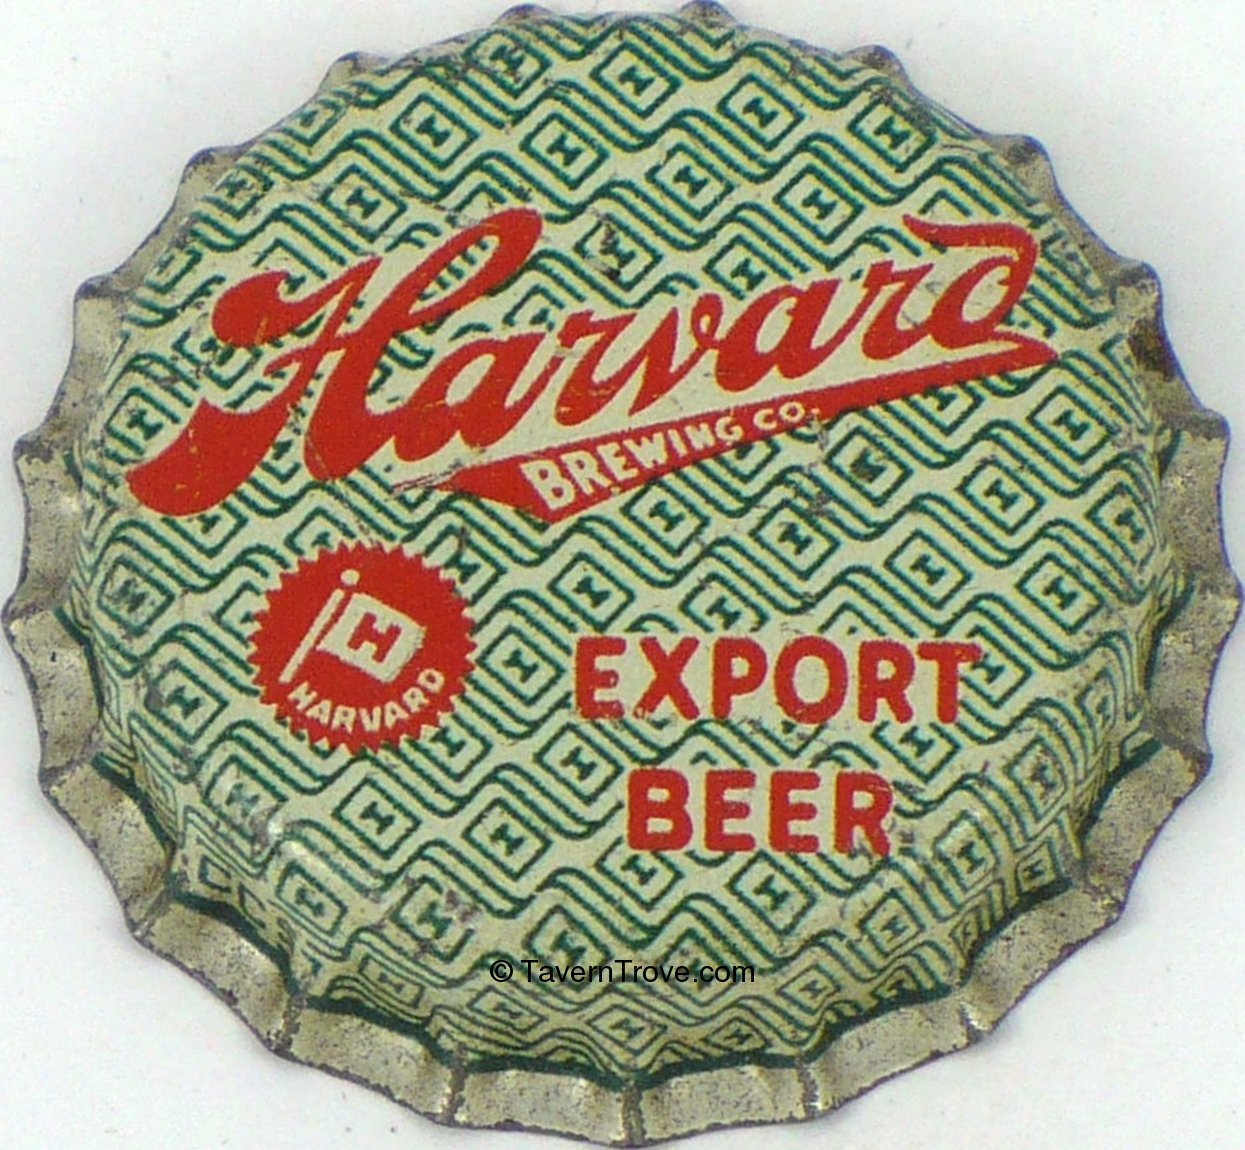 Harvard
BREWING CO.
H
HARVARD
EXPORT
BEER
© TavernTrove.com